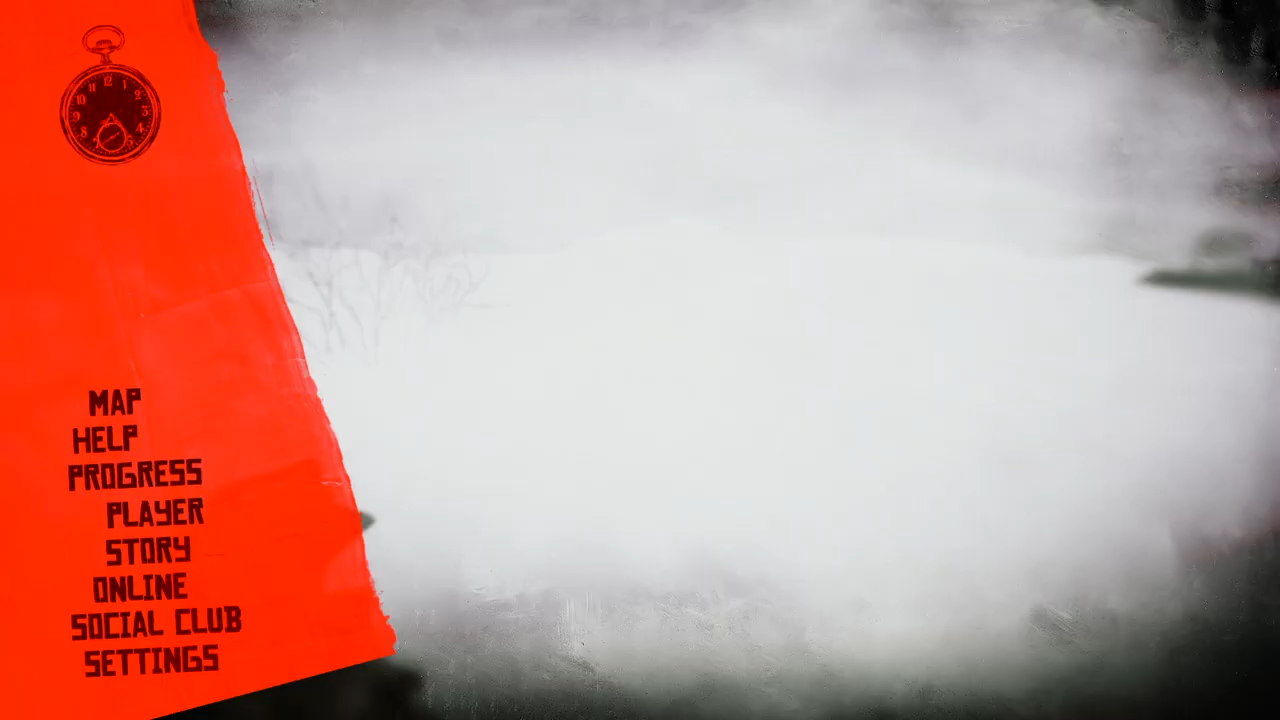 MAP
HELP
PROGRESS
PLAYER
STORY
ONLINE
SOCIAL CLUB
SETTINGS